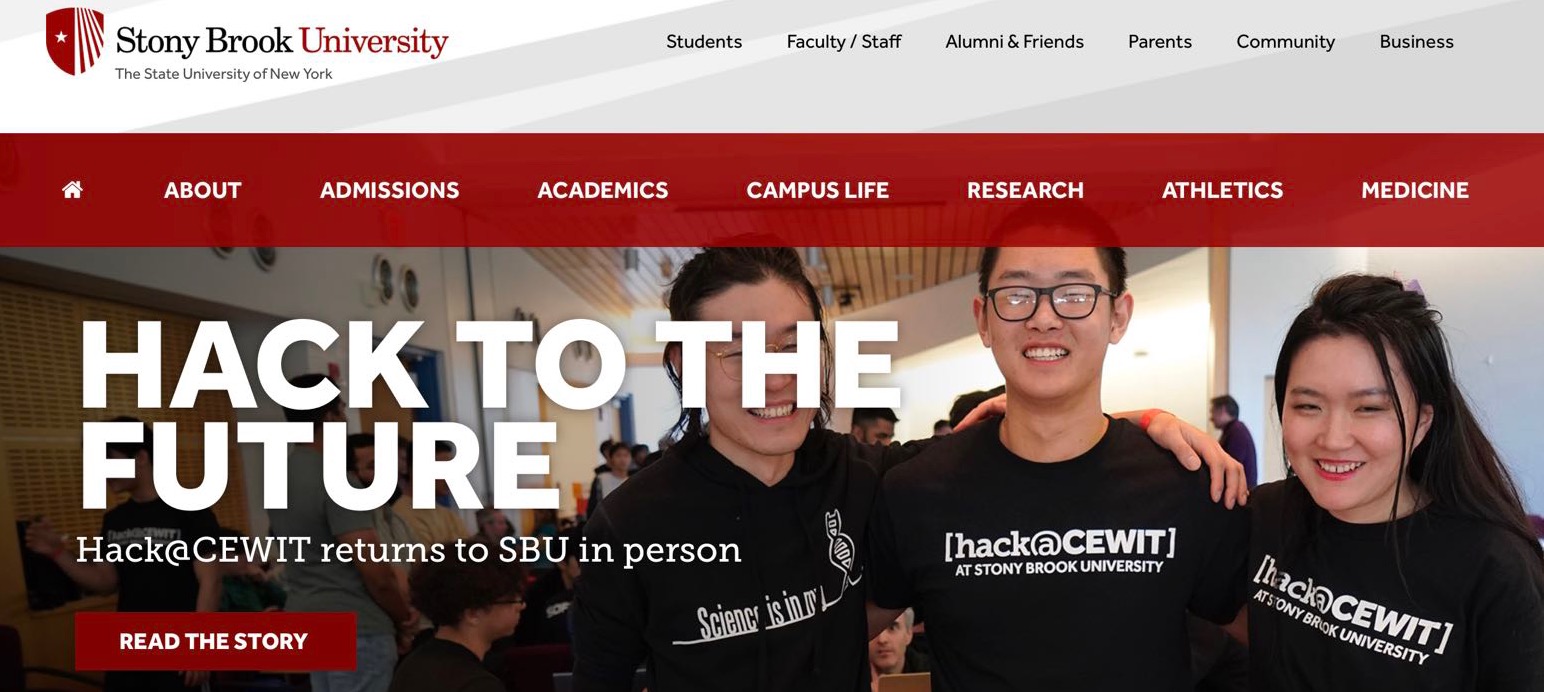 Stony Brook University
The State University of New York
Students Faculty / Staff Alumni & Friends Parents Community Business
ABOUT ADMISSIONS ACADEMICS CAMPUS LIFE RESEARCH ATHLETICS MEDICINE
HACK TO THE
FUTURE
Hack@CEWIT returns to SBU in person
READ THE STORY
Science is in my
[hack@CEWIT]
AT STONY BROOK UNIVERSITY
[hack@CEWIT]
AT STONY BROOK UNIVERSITY